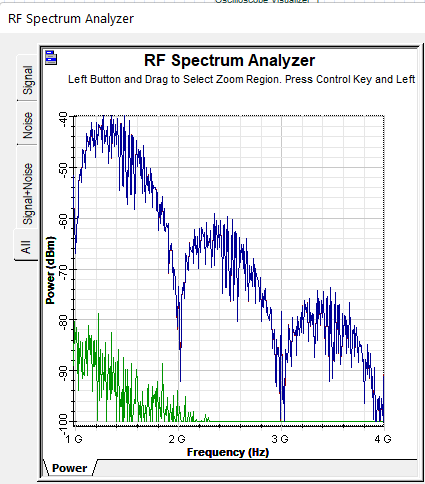 Oscilloscope Visualizer
RF Spectrum Analyzer
RF Spectrum Analyzer
Left Button and Drag to Select Zoom Region. Press Control Key and Left
Signal
Noise
Signal+Noise
All
Power (dBm)
-40
-50
-60
-70
-80
-90
-100
1 G 2 G 3 G 4 G
Frequency (Hz)
Power